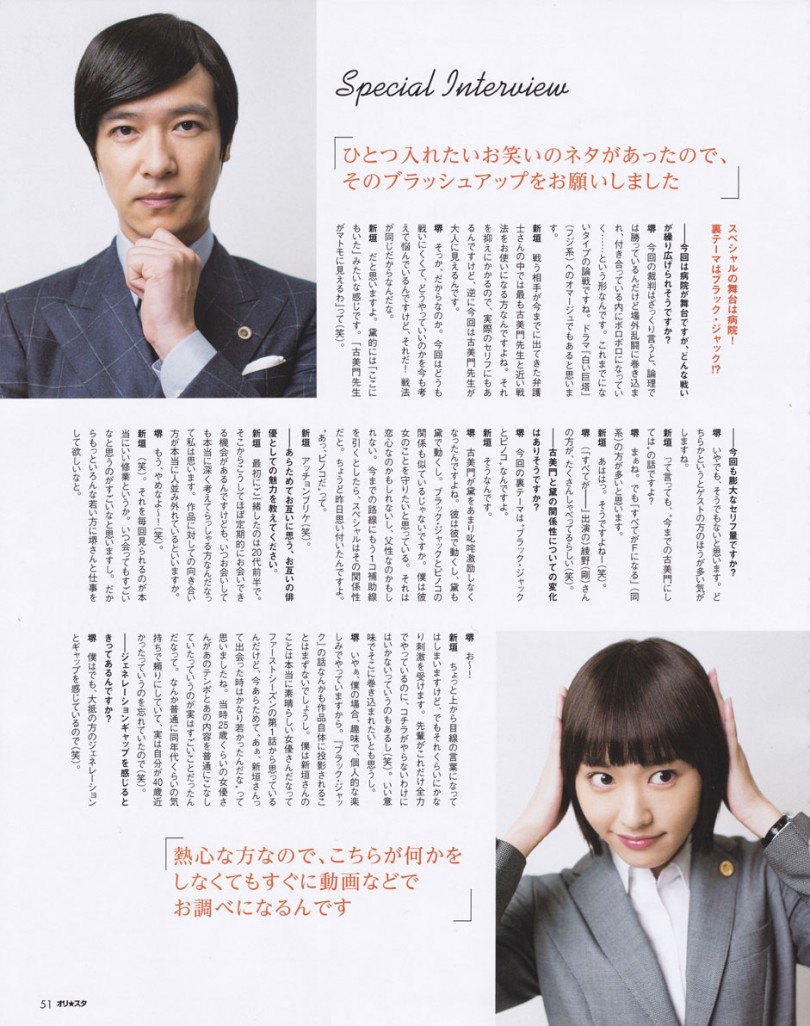 Special Interview
「ひとつ入れたいお笑いのネタがあったので、
そのブラッシュアップをお願いしました」
スペシャルの舞台は病院!
裏テーマはブラック・ジャック!?
——今回は病院が舞台ですが、どんな戦い
が繰り広げられそうですか?
堺 今回の裁判はざっくり言うと、論理で
は勝っているんだけど場外乱闘に巻き込ま
れ、付き合っている内にボロボロになってい
く……という形なんです。これまでにな
いタイプの論戦ですね。ドラマ『白い巨塔』
(フジ系)へのオマージュでもあると思いま
す。
新垣 戦う相手が今までに出てきた弁護
士さんの中では最も古美門先生と近い戦
法をお使いになる方なんですよね。それ
を抑えにかかるので、実際のセリフにもあ
るんですけど、逆に今回は古美門先生が
大人に見えるんです。
堺 そっか、だからなのか。今回はどうも
戦いにくくて、どうやっていいのかを今も考
えて悩んでいるんですけど、それだ! 戦法
が同じだからなんだな。
新垣 だと思いますよ。黛的には「ここに
もいた」みたいな感じです。「古美門先生
がマトモに見えるわ」って(笑)。
——今回も膨大なセリフ量ですか?
堺 いやでも、そうでもないと思います。ど
ちらかというとゲストの方のほうが多い気が
しますね。
新垣 って言っても、“今までの古美門にし
ては”の話ですよ?
堺 まぁね。でも『すべてがFになる』(同
系)の方が多いと思います。
新垣 あははっ。そうですよね〜(笑)。
堺 (『すべてが——』出演の)綾野(剛)さん
の方が、たくさんしゃべってるらしい(笑)。
——古美門と黛の関係性についての変化
はありそうですか?
堺 今回の裏テーマは、“ブラック・ジャック
とピノコ”なんですね。
新垣 そうなんです。
堺 古美門が黛をあまり叱咤激励しなく
なったんですよね。彼は彼で動くし、黛も
黛で動くし。ブラック・ジャックとピノコの
関係も似ているじゃないですか。僕は彼
女のことを守りたいと思っている。それは
恋心なのかもしれないし、父性なのかもし
れない。今までの路線にもう1コ補助線
を引くとしたら、スペシャルはその関係性
だと。ちょうど昨日思い付いたんですよ。
“あっ、ピノコだ”って。
新垣 アッチョンブリケ(笑)。
——あらためてお互いに思う、お互いの俳
優としての魅力を教えてください。
新垣 最初にご一緒したのは20代前半で。
そこからこうしてほぼ定期的にお会いでき
る機会があるんですけども、いつお会いして
も本当に深く考えてらっしゃる方なんだなっ
て私は思います。作品に対しての向き合い
方が本当に人並み外れているといいますか。
堺 もう、やめなよ〜!(笑)。
新垣 (笑)。それを毎回見られるのが本
当にいい修業というか。いつ会ってもすごい
なと思うのがすごいなと思いますし。だか
らもっといろんな若い方に堺さんと仕事を
して欲しいなと。
堺 お〜!
新垣 ちょっと上から目線の言葉になって
はしまいますけど、でもそれくらいにかな
り刺激を受けます。先輩がこれだけ全力
でやっているのに、コチラがやらないわけに
はいかないっていうのもあるし(笑)。いい意
味でそこに巻き込まれたいとも思うし。
堺 いやぁ、僕の場合、趣味で、個人的な楽
しみでやっていますから。『ブラック・ジャッ
ク』の話なんかも作品自体に投影されるこ
とはまずないでしょうし。僕は新垣さんの
ことは本当に素晴らしい女優さんだなって
ファーストシーズンの第1話から思っている
んだけど、今あらためて、あぁ、新垣さんっ
て出会った時はかなり若かったんだな”って
思いましたね。当時25歳くらいの女優さ
んがあのテンポとあの内容を普通にこなし
ていたっていうのが実はすごいことだったん
だなって。なんか普通に同年代くらいの気
持ちで頼りにしていて、実は自分が40歳近
かったっていうのを忘れていたので(笑)。
——ジェネレーションギャップを感じると
きってあるんですか?
堺 僕はでも、大抵の方のジェネレーション
とギャップを感じているので(笑)。
「熱心な方なので、こちらが何かを
しなくてもすぐに動画などで
お調べになるんです」
51 オリ★スタ